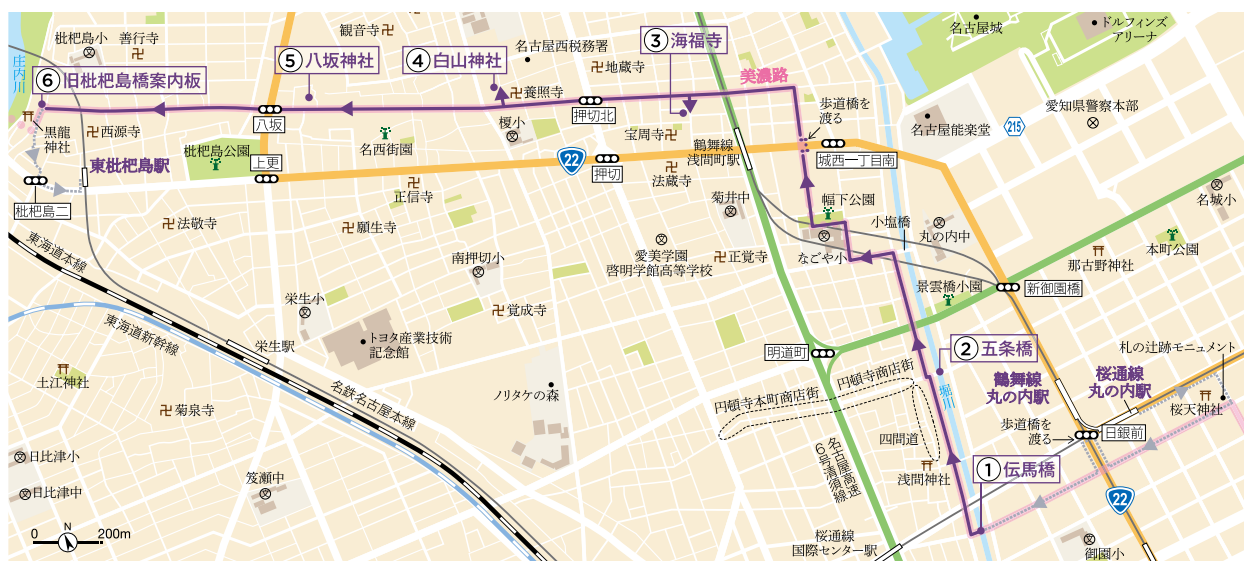 枇杷島小
善行寺
観音寺
名古屋城
ドルフィンズ
アリーナ
庄内川
⑥旧枇杷島橋案内板
⑤八坂神社
④白山神社
名古屋西税務署
地蔵寺
③海福寺
美濃路
歩道橋を
渡る
愛知県警察本部
215
名古屋能楽堂
養照寺
押切北
八坂
黒龍
神社
西源寺
枇杷島公園
名西街園
榎小
宝周寺
鶴舞線
浅間町駅
城西一丁目南
東枇杷島駅
上更
22
押切
法蔵寺
枇杷島二
正信寺
菊井中
幅下公園
名城小
法敬寺
願生寺
小塩橋
丸の内中
本町公園
東海道本線
南押切小
愛美学園
啓明学館高等学校
正覚寺
なごや小
那古野神社
景雲橋小園
新御園橋
栄生小
覚成寺
東海道新幹線
栄生駅
トヨタ産業技術
記念館
明道町
②五条橋
札の辻跡モニュメント
土江神社
名鉄名古屋本線
ノリタケの森
円頓寺本町商店街
円頓寺商店街
堀川
鶴舞線
丸の内駅
桜通線
丸の内駅
桜天神社
菊泉寺
四間道
歩道橋を
渡る
日銀前
名古屋高速
6号清須線
日比津小
笈瀬中
浅間神社
①伝馬橋
日比津中
22
0
N
200m
桜通線
国際センター駅
御園小